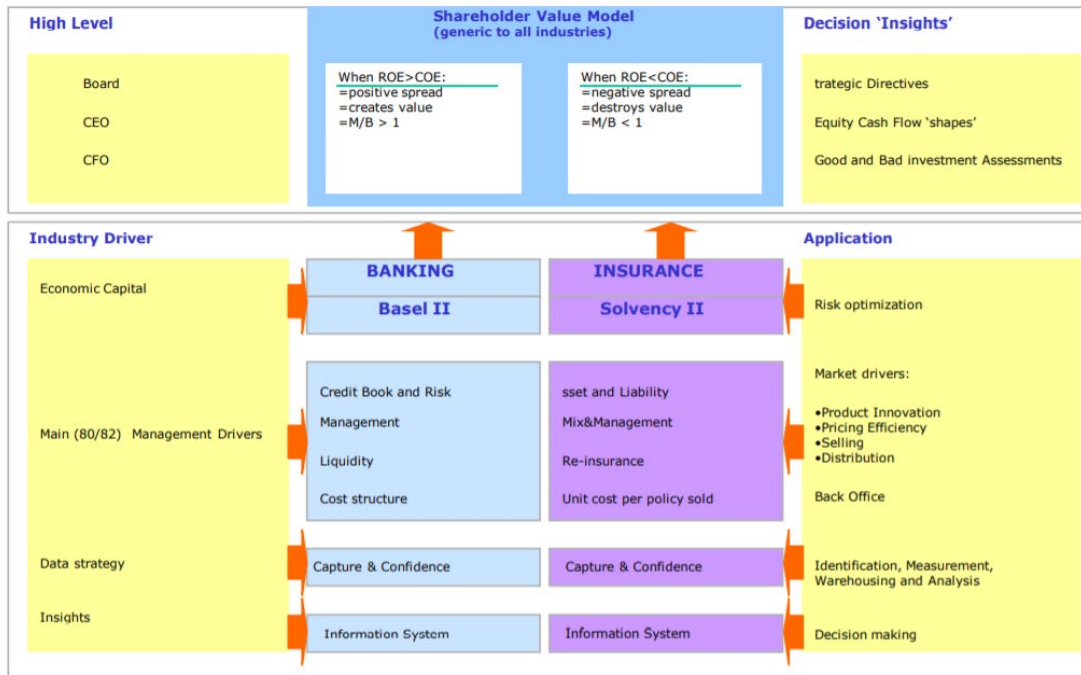 High Level
Board
CEO
CFO
Shareholder Value Model
(generic to all industries)
When ROE>COE:
=positive spread
=creates value
=M/B > 1
When ROE<COE:
=negative spread
=destroys value
=M/B < 1
Decision ‘Insights’
trategic Directives
Equity Cash Flow ‘shapes’
Good and Bad investment Assessments
Industry Driver
Economic Capital
Main (80/82) Management Drivers
Data strategy
Insights
BANKING
Basel II
Credit Book and Risk
Management
Liquidity
Cost structure
Capture & Confidence
Information System
INSURANCE
Solvency II
sset and Liability
Mix&Management
Re-insurance
Unit cost per policy sold
Capture & Confidence
Information System
Application
Risk optimization
Market drivers:
•Product Innovation
•Pricing Efficiency
•Selling
•Distribution
Back Office
Identification, Measurement,
Warehousing and Analysis
Decision making